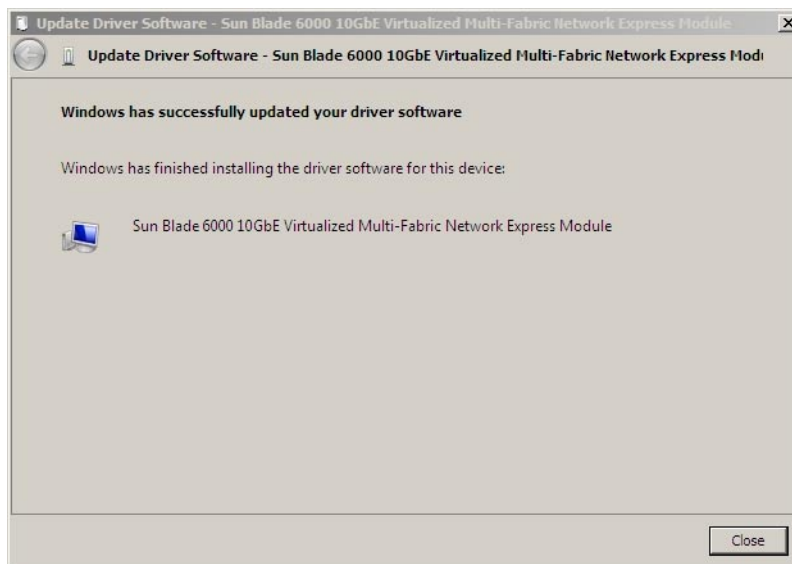 Update Driver Software - Sun Blade 6000 10GbE Virtualized Multi-Fabric Network Express Module
Update Driver Software - Sun Blade 6000 10GbE Virtualized Multi-Fabric Network Express Modu
Windows has successfully updated your driver software
Windows has finished installing the driver software for this device:
Sun Blade 6000 10GbE Virtualized Multi-Fabric Network Express Module
Close